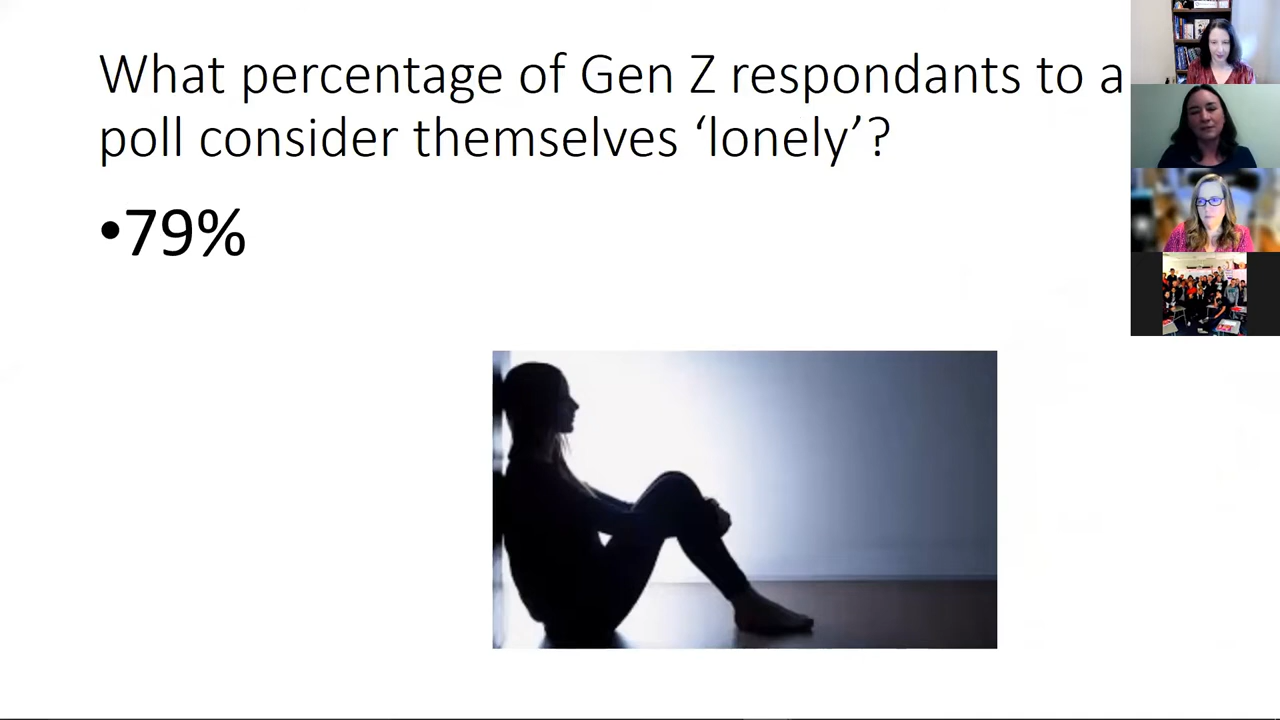 What percentage of Gen Z respondants to a
poll consider themselves ‘lonely’?
•79%